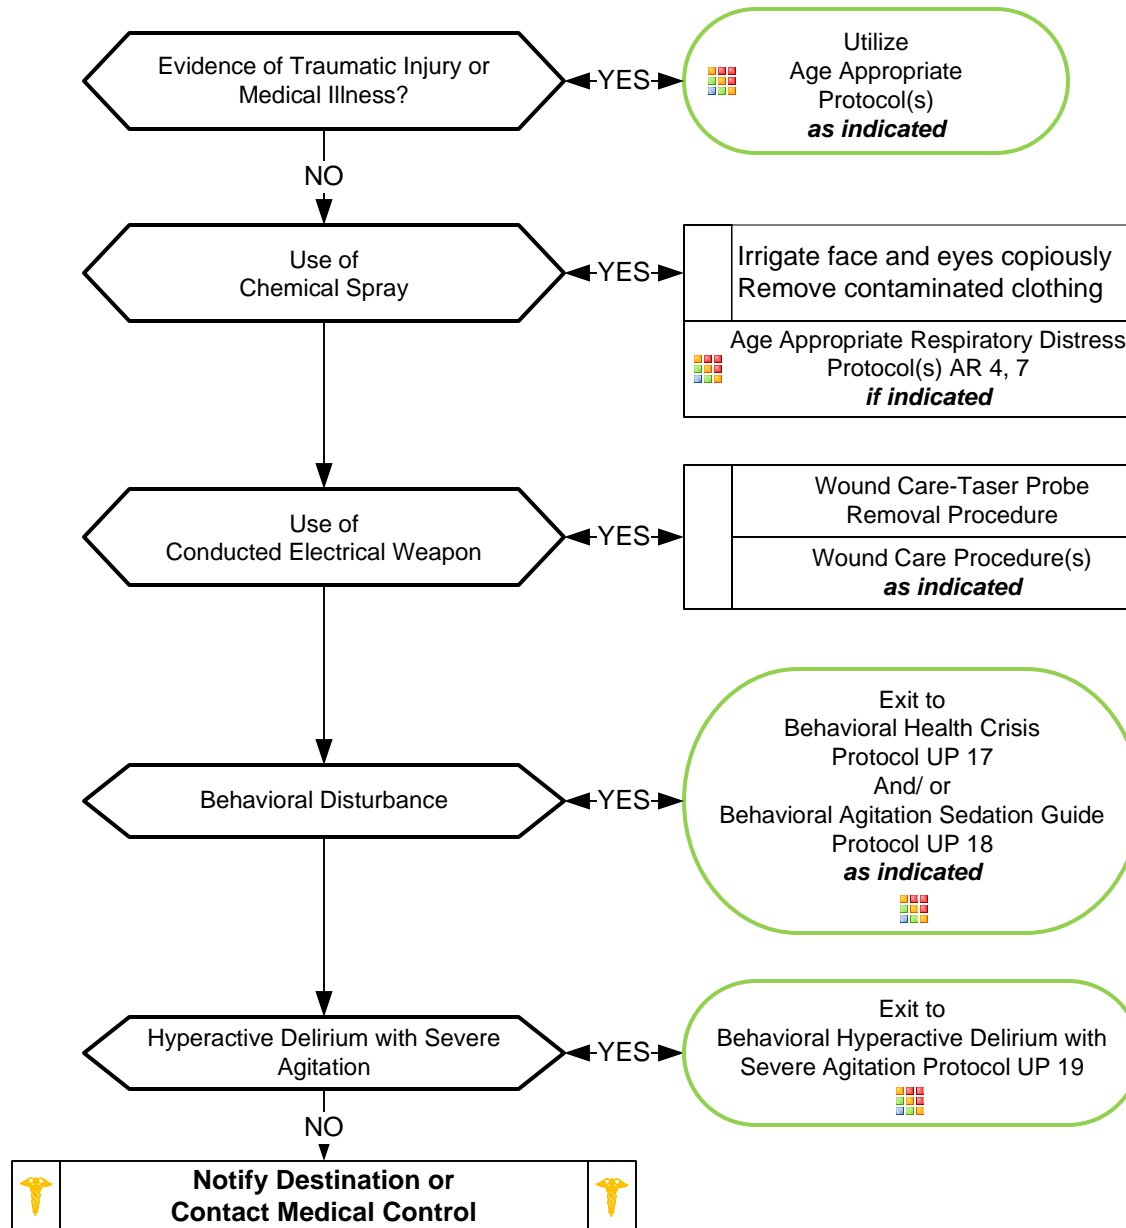 Evidence of Traumatic Injury or
Medical Illness?
YES
Utilize
Age Appropriate
Protocol(s)
as indicated
NO
Use of
Chemical Spray
YES
Irrigate face and eyes copiously
Remove contaminated clothing
Age Appropriate Respiratory Distress
Protocol(s) AR 4, 7
if indicated
Use of
Conducted Electrical Weapon
YES
Wound Care-Taser Probe
Removal Procedure
Wound Care Procedure(s)
as indicated
Behavioral Disturbance
YES
Exit to
Behavioral Health Crisis
Protocol UP 17
And/ or
Behavioral Agitation Sedation Guide
Protocol UP 18
as indicated
Hyperactive Delirium with Severe
Agitation
YES
Exit to
Behavioral Hyperactive Delirium with
Severe Agitation Protocol UP 19
NO
Notify Destination or
Contact Medical Control